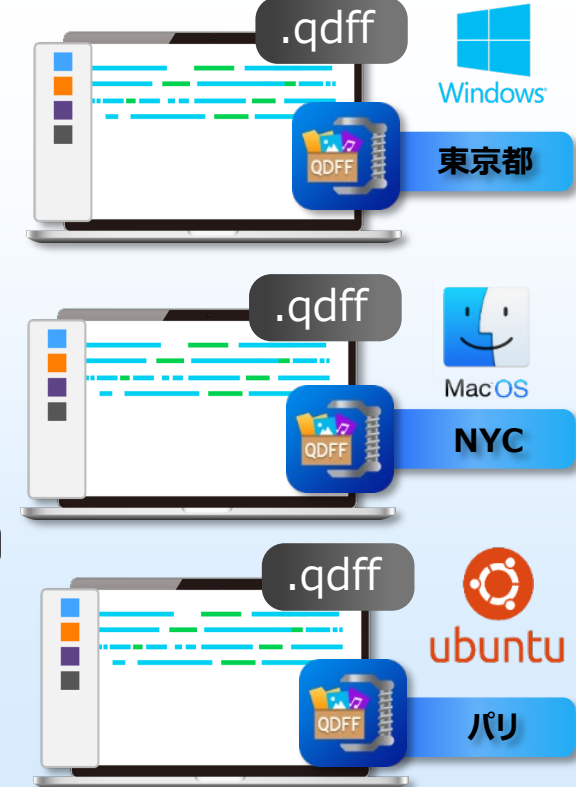 .qdff
Windows
QDFF
東京都
.qdff
MacOS
QDFF
NYC
.qdff
ubuntu
QDFF
パリ